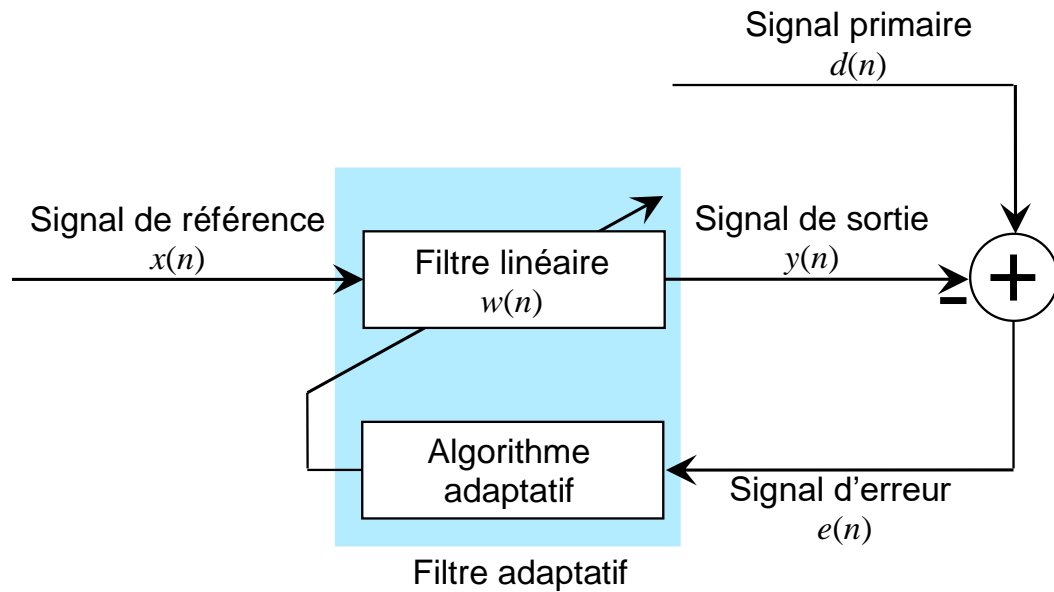 Signal primaire
d(n)
Signal de référence
x(n)
Filtre linéaire
w(n)
Signal de sortie
y(n)
-
+
Algorithme
adaptatif
Signal d’erreur
e(n)
Filtre adaptatif